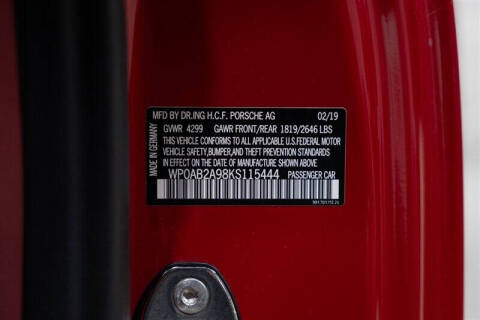 MFD BY DR.ING H.C.F. PORSCHE AG 02/19
GVWR 4299 GAWR FRONT/REAR 1819/2646 LBS
THIS VEHICLE CONFORMS TO ALL APPLICABLE U.S.FEDERAL MOTOR
VEHICLE SAFETY,BUMPER,AND THEFT PREVENTION STANDARDS
IN EFFECT ON THE DATE OF MANUFACTURE SHOWN ABOVE.
WP0AB2A98KS115444 PASSENGER CAR
MADE IN GERMANY